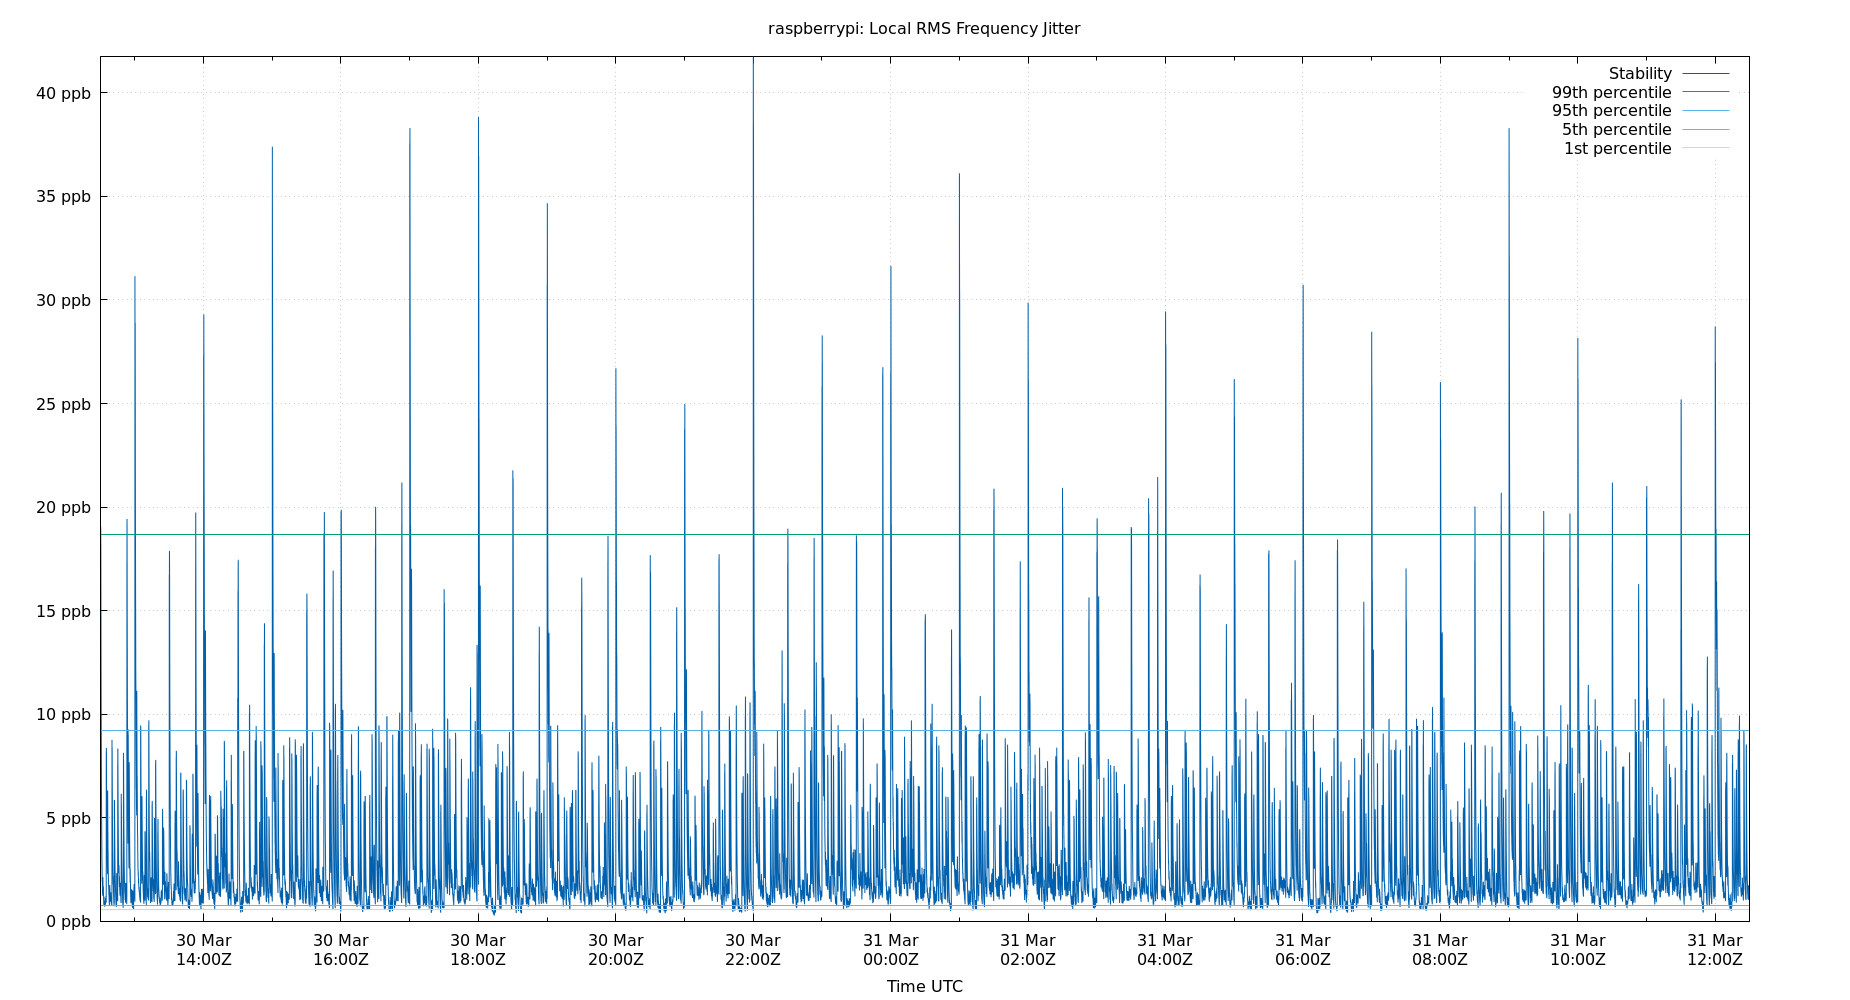 raspberrypi: Local RMS Frequency Jitter
Stability
99th percentile
95th percentile
5th percentile
1st percentile
40 ppb
35 ppb
30 ppb
25 ppb
20 ppb
15 ppb
10 ppb
5 ppb
0 ppb
30 Mar 30 Mar 30 Mar 30 Mar 30 Mar 31 Mar 31 Mar 31 Mar 31 Mar 31 Mar 31 Mar 31 Mar
14:00Z 16:00Z 18:00Z 20:00Z 22:00Z 00:00Z 02:00Z 04:00Z 06:00Z 08:00Z 10:00Z 12:00Z
Time UTC